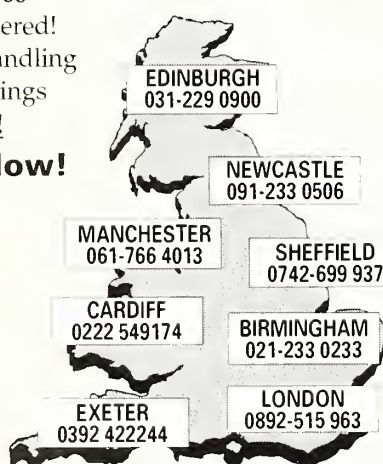 ered!
andling
ings
!
low!
EDINBURGH
031-229 0900
NEWCASTLE
091-233 0506
MANCHESTER
061-766 4013
SHEFFIELD
0742-699 937
CARDIFF
0222 549174
BIRMINGHAM
021-233 0233
EXETER
0392 422244
LONDON
0892-515 963